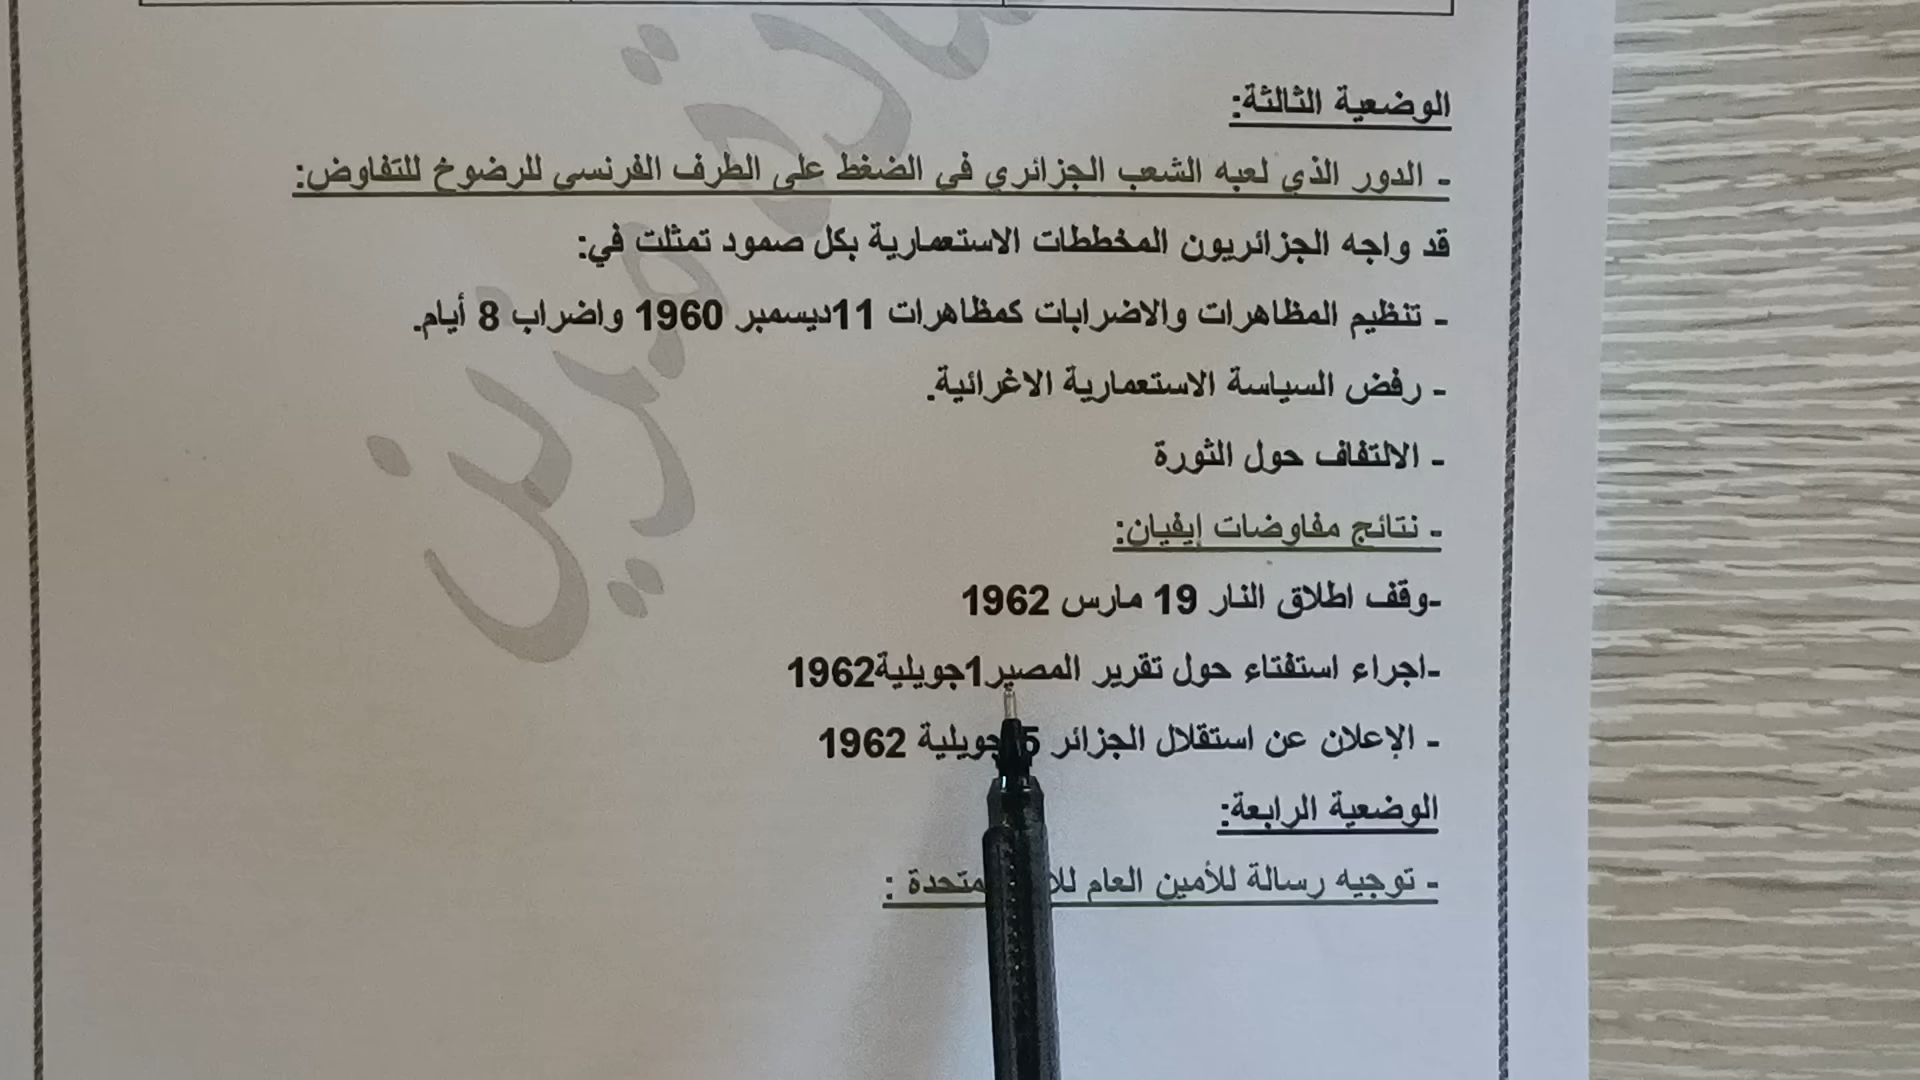 الوضعية الثالثة:
- الدور الذي لعبه الشعب الجزائري في الضغط على الطرف الفرنسي للرضوخ للتفاوض:
قد واجه الجزائريون المخططات الاستعمارية بكل صمود تمثلت في:
- تنظيم المظاهرات والاضرابات كمظاهرات 11ديسمبر 1960 واضراب 8 أيام.
- رفض السياسة الاستعمارية الاغرائية.
- الالتفاف حول الثورة
- نتائج مفاوضات إيفيان:
-وقف اطلاق النار 19 مارس 1962
-اجراء استفتاء حول تقرير المصير1جويلية1962
- الإعلان عن استقلال الجزائر 5 جويلية 1962
الوضعية الرابعة:
- توجيه رسالة للأمين العام المتحدة :